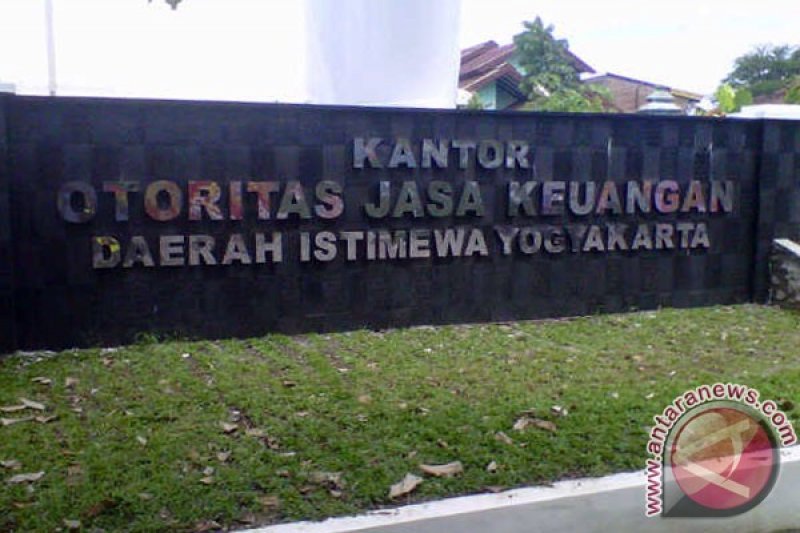 KANTOR
OTORITAS JASA KEUANGAN
DAERAH ISTIMEWA YOGYAKARTA
www.antaranews.com